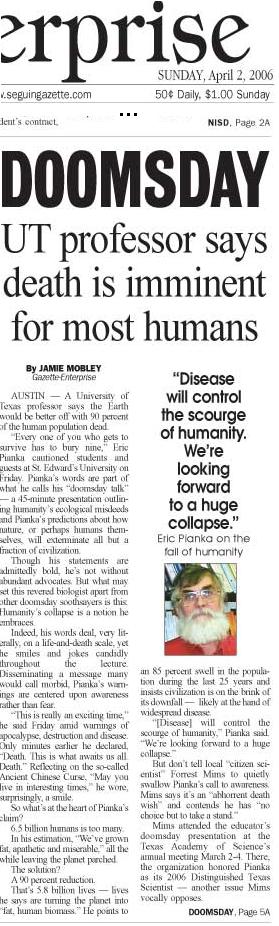 erprise
SUNDAY, April 2, 2006
.seguingazette.com
50¢ Daily, $1.00 Sunday
dent's contract,
NISD, Page 2A
DOOMSDAY
UT professor says
death is imminent
for most humans
By JAMIE MOBLEY
Gazette-Enterprise
AUSTIN — A University of
Texas professor says the Earth
would be better off with 90 percent
of the human population dead.
“Every one of you who gets to
survive has to bury nine,” Eric
Pianka cautioned students and
guests at St. Edward's University on
Friday. Pianka's words are part of
what he calls his “doomsday talk”
— a 45-minute presentation outlin-
ing humanity's ecological misdeeds
and Pianka's predictions about how
nature, or perhaps humans them-
selves, will exterminate all but a
fraction of civilization.
Though his statements are
admittedly bold, he's not without
abundant advocates. But what may
set this revered biologist apart from
other doomsday soothsayers is this:
Humanity's collapse is a notion he
embraces.
Indeed, his words deal, very lit-
erally, on a life-and-death scale, yet
he smiles and jokes candidly
throughout the lecture.
Disseminating a message many
would call morbid, Pianka's warn-
ings are centered upon awareness
rather than fear.
“This is really an exciting time,”
he said Friday amid warnings of
apocalypse, destruction and disease.
Only minutes earlier he declared,
“Death. This is what awaits us all.
Death.” Reflecting on the so-called
Ancient Chinese Curse, “May you
live in interesting times,” he wore,
surprisingly, a smile.
So what's at the heart of Pianka's
claim?
6.5 billion humans is too many.
In his estimation, “We've grown
fat, apathetic and miserable,” all the
while leaving the planet parched.
The solution?
A 90 percent reduction.
That's 5.8 billion lives — lives
he says are turning the planet into
“fat, human biomass.” He points to
“Disease
will control
the scourge
of humanity.
We're
looking
forward
to a huge
collapse.”
Eric Pianka on the
fall of humanity
an 85 percent swell in the popula-
tion during the last 25 years and
insists civilization is on the brink of
its downfall — likely at the hand of
widespread disease.
“[Disease] will control the
scourge of humanity,” Pianka said.
“We're looking forward to a huge
collapse.”
But don't tell local “citizen sci-
entist” Forrest Mims to quietly
swallow Pianka's call to awareness.
Mims says it's an “abhorrent death
wish” and contends he has “no
choice but to take a stand.”
Mims attended the educator's
doomsday presentation at the
Texas Academy of Science's
annual meeting March 2-4. There,
the organization honored Pianka
as its 2006 Distinguished Texas
Scientist — another issue Mims
vocally opposes.
DOOMSDAY, Page 5A